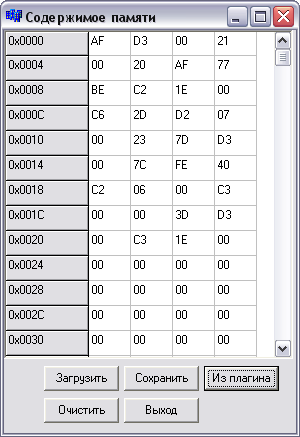 Содержимое памяти
0x0000 AF D3 00 21
0x0004 00 20 AF 77
0x0008 BE C2 1E 00
0x000C C6 2D D2 07
0x0010 00 23 7D D3
0x0014 00 7C FE 40
0x0018 C2 06 00 C3
0x001C 00 00 3D D3
0x0020 00 C3 1E 00
0x0024 00 00 00 00
0x0028 00 00 00 00
0x002C 00 00 00 00
0x0030 00 00 00 00
Загрузить Сохранить Из плагина
Очистить Выход